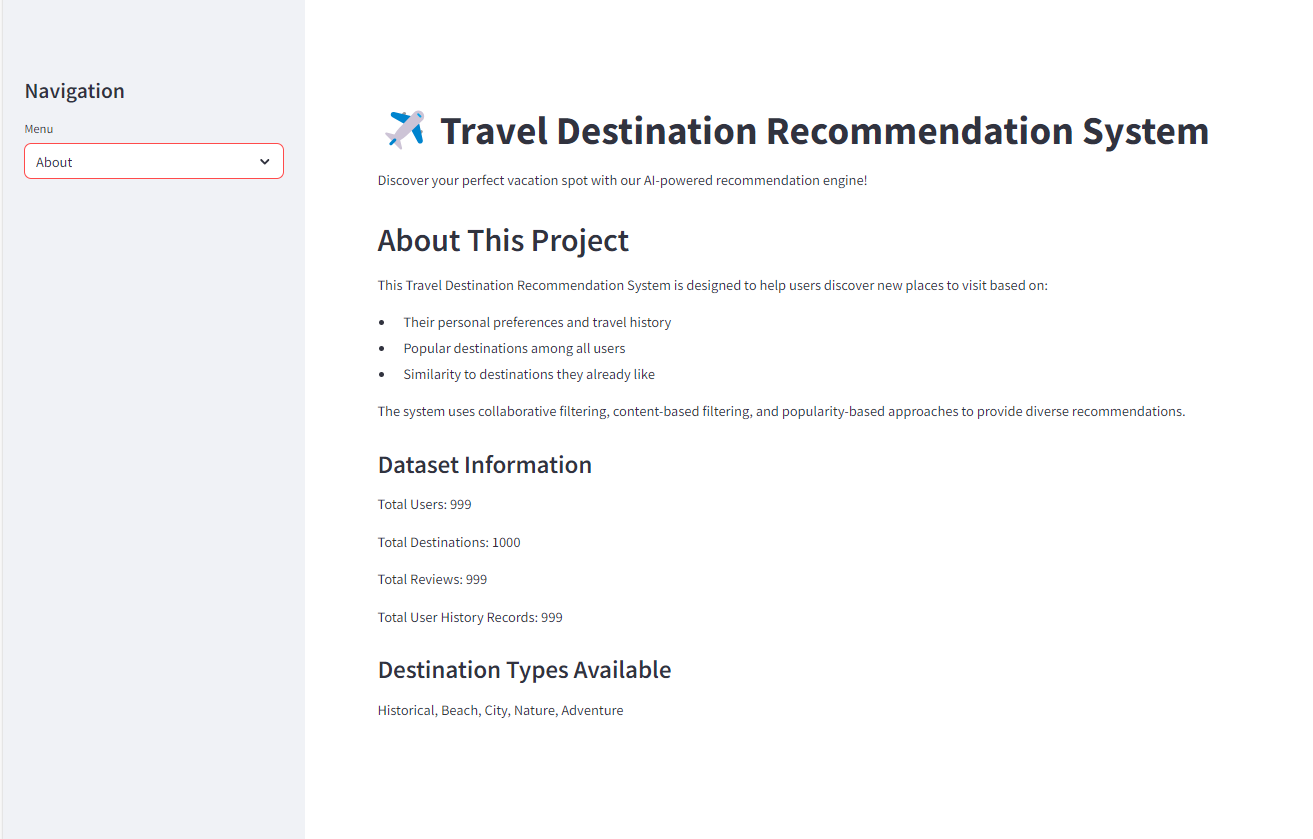 Navigation
Menu
About
Travel Destination Recommendation System
Discover your perfect vacation spot with our AI-powered recommendation engine!
About This Project
This Travel Destination Recommendation System is designed to help users discover new places to visit based on:
• Their personal preferences and travel history
• Popular destinations among all users
• Similarity to destinations they already like
The system uses collaborative filtering, content-based filtering, and popularity-based approaches to provide diverse recommendations.
Dataset Information
Total Users: 999
Total Destinations: 1000
Total Reviews: 999
Total User History Records: 999
Destination Types Available
Historical, Beach, City, Nature, Adventure